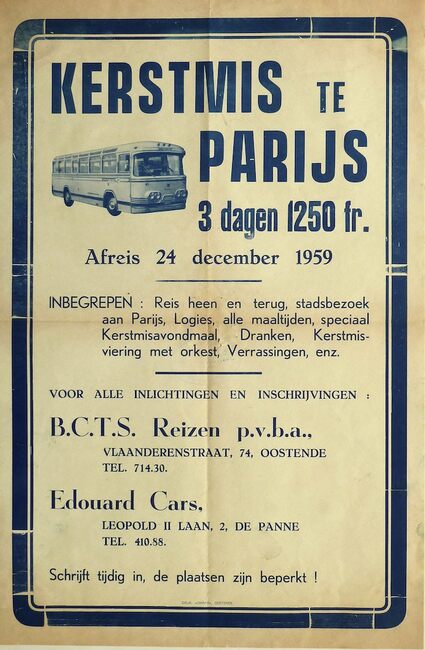 KERSTMIS TE
PARIJS
3 dagen 1250 fr.
Afreis 24 december 1959
INBEGREPEN : Reis heen en terug, stadsbezoek
aan Parijs, Logies, alle maaltijden, speciaal
Kerstmisavondmaal, Dranken, Kerstmis-
viering met orkest, Verrassingen, enz.
VOOR ALLE INLICHTINGEN EN INSCHRIJVINGEN :
B.C.T.S. Reizen p.v.b.a.,
VLAANDERENSTRAAT, 74, OOSTENDE
TEL. 714.30.
Edouard Cars,
LEOPOLD II LAAN, 2, DE PANNE
TEL. 410.88.
Schrijft tijdig in, de plaatsen zijn beperkt !